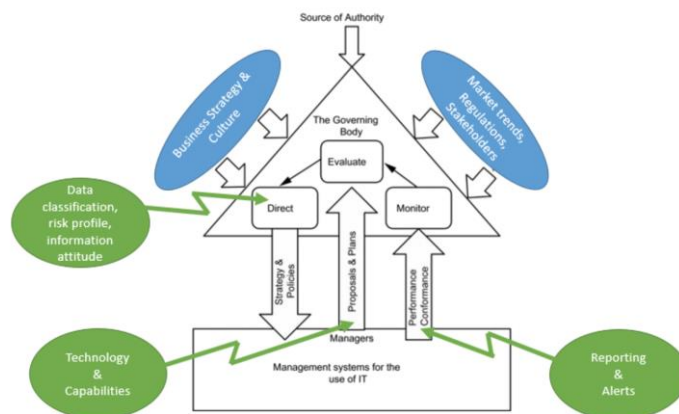 Source of Authority
Business Strategy &
Culture
Market trends,
Regulations,
Stakeholders
The Governing
Body
Evaluate
Data
classification,
risk profile,
information
attitude
Direct
Monitor
Strategy &
Policies
Proposals & Plans
Performance
Conformance
Managers
Technology
&
Capabilities
Management systems for the
use of IT
Reporting
&
Alerts